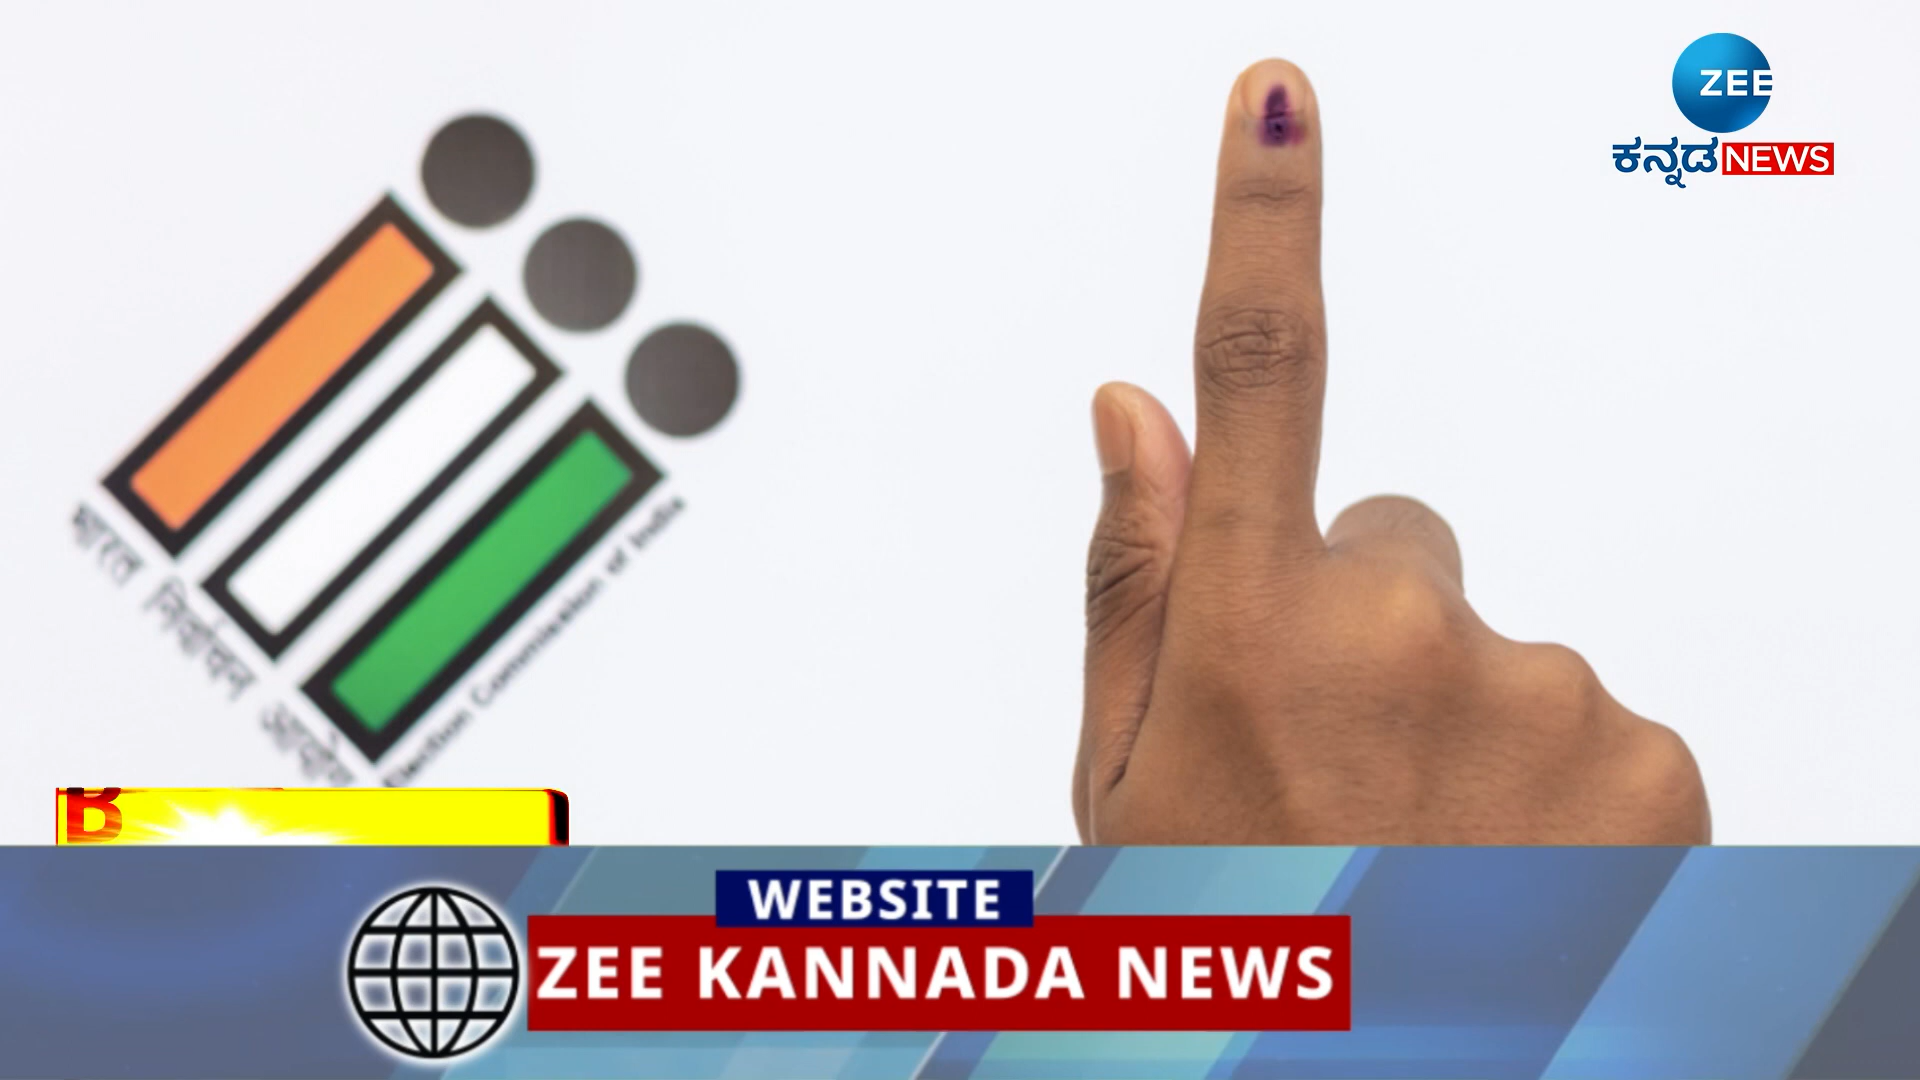 ZEE
ಕನ್ನಡ NEWS
भारत निर्वाचन आयोग
Election Commission of India
B
WEBSITE
ZEE KANNADA NEWS